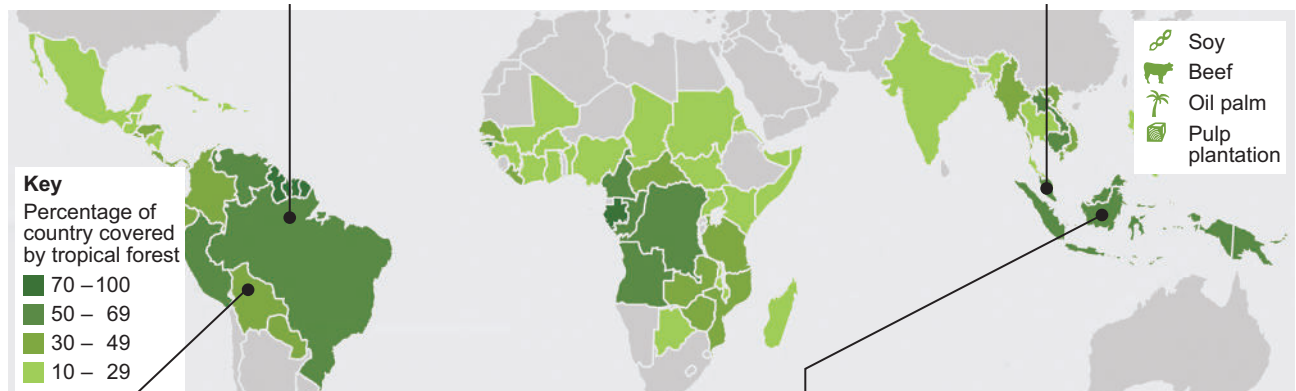 Soy
Beef
Oil palm
Pulp
plantation
Key
Percentage of
country covered
by tropical forest
70 – 100
50 – 69
30 – 49
10 – 29